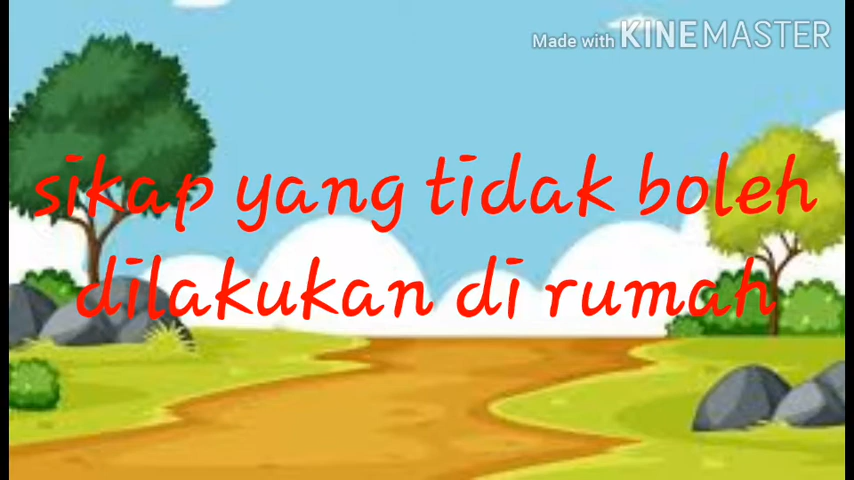 Made with KINEMASTER
sikap yang tidak boleh
dilakukan di rumah